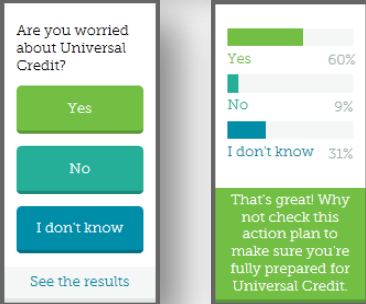 Are you worried
about Universal
Credit?
Yes
No
I don't know
See the results
Yes 60%
No 9%
I don't know 31%
That's great! Why
not check this
action plan to
make sure you're
fully prepared for
Universal Credit.